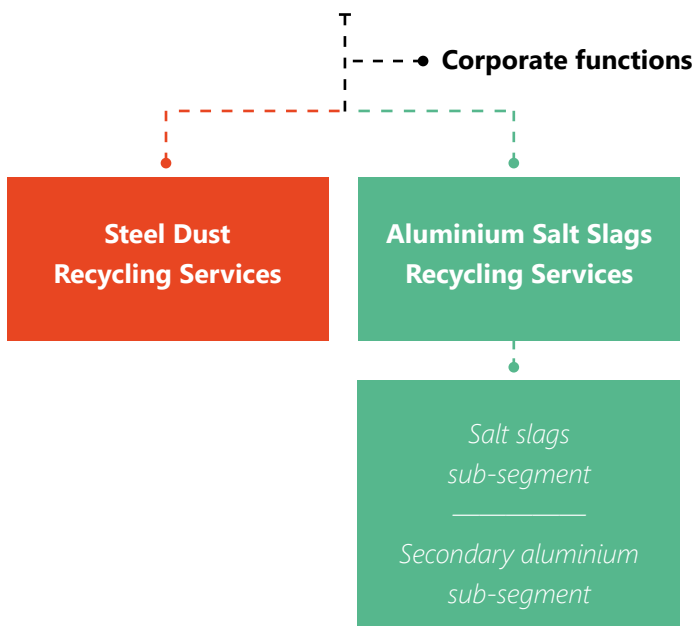 Corporate functions
Steel Dust
Recycling Services
Aluminium Salt Slags
Recycling Services
Salt slags
sub-segment
Secondary aluminium
sub-segment